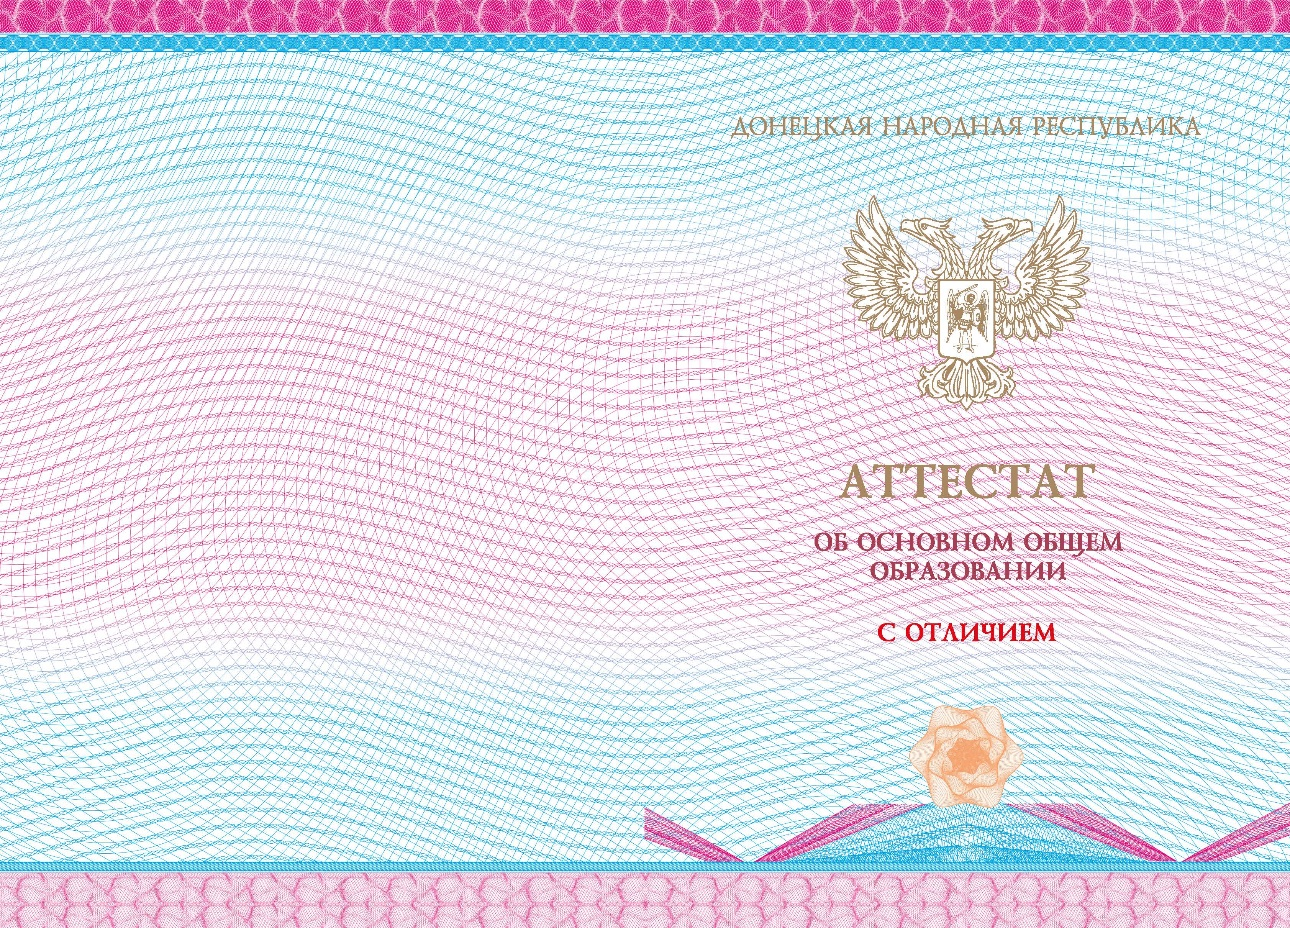 ДОНЕЦКАЯ НАРОДНАЯ РЕСПУБЛИКА
АТТЕСТАТ
ОБ ОСНОВНОМ ОБЩЕМ
ОБРАЗОВАНИИ
С ОТЛИЧИЕМ